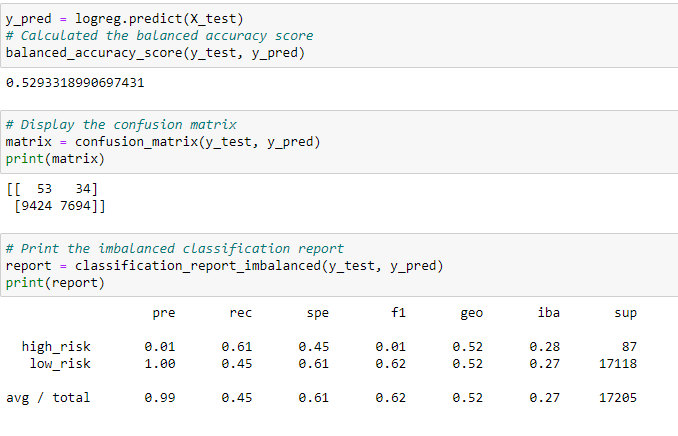 y_pred = logreg.predict(X_test)
# Calculated the balanced accuracy score
balanced_accuracy_score(y_test, y_pred)
0.5293318990697431
# Display the confusion matrix
matrix = confusion_matrix(y_test, y_pred)
print(matrix)
[[  53   34]
 [9424 7694]]
# Print the imbalanced classification report
report = classification_report_imbalanced(y_test, y_pred)
print(report)
pre rec spe f1 geo iba sup
high_risk 0.01 0.61 0.45 0.01 0.52 0.28 87
low_risk 1.00 0.45 0.61 0.62 0.52 0.27 17118
avg / total 0.99 0.45 0.61 0.62 0.52 0.27 17205